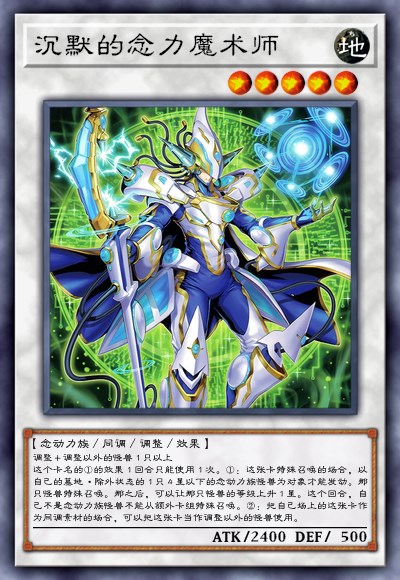 沉默的念力魔术师
地
【念动力族／同调／调整／效果】
调整＋调整以外的怪兽1只以上
这个卡名的①的效果1回合只能使用1次。①：这张卡特殊召唤的场合，以
自己的墓地·除外状态的1只4星以下的念动力族怪兽为对象才能发动。那
只怪兽特殊召唤。那之后，可以让那只怪兽的等级上升1星。这个回合，自
己不是念动力族怪兽不能从额外卡组特殊召唤。②：把自己场上的这张卡作
为同调素材的场合，可以把这张卡当作调整以外的怪兽使用。
ATK/2400 DEF/ 500